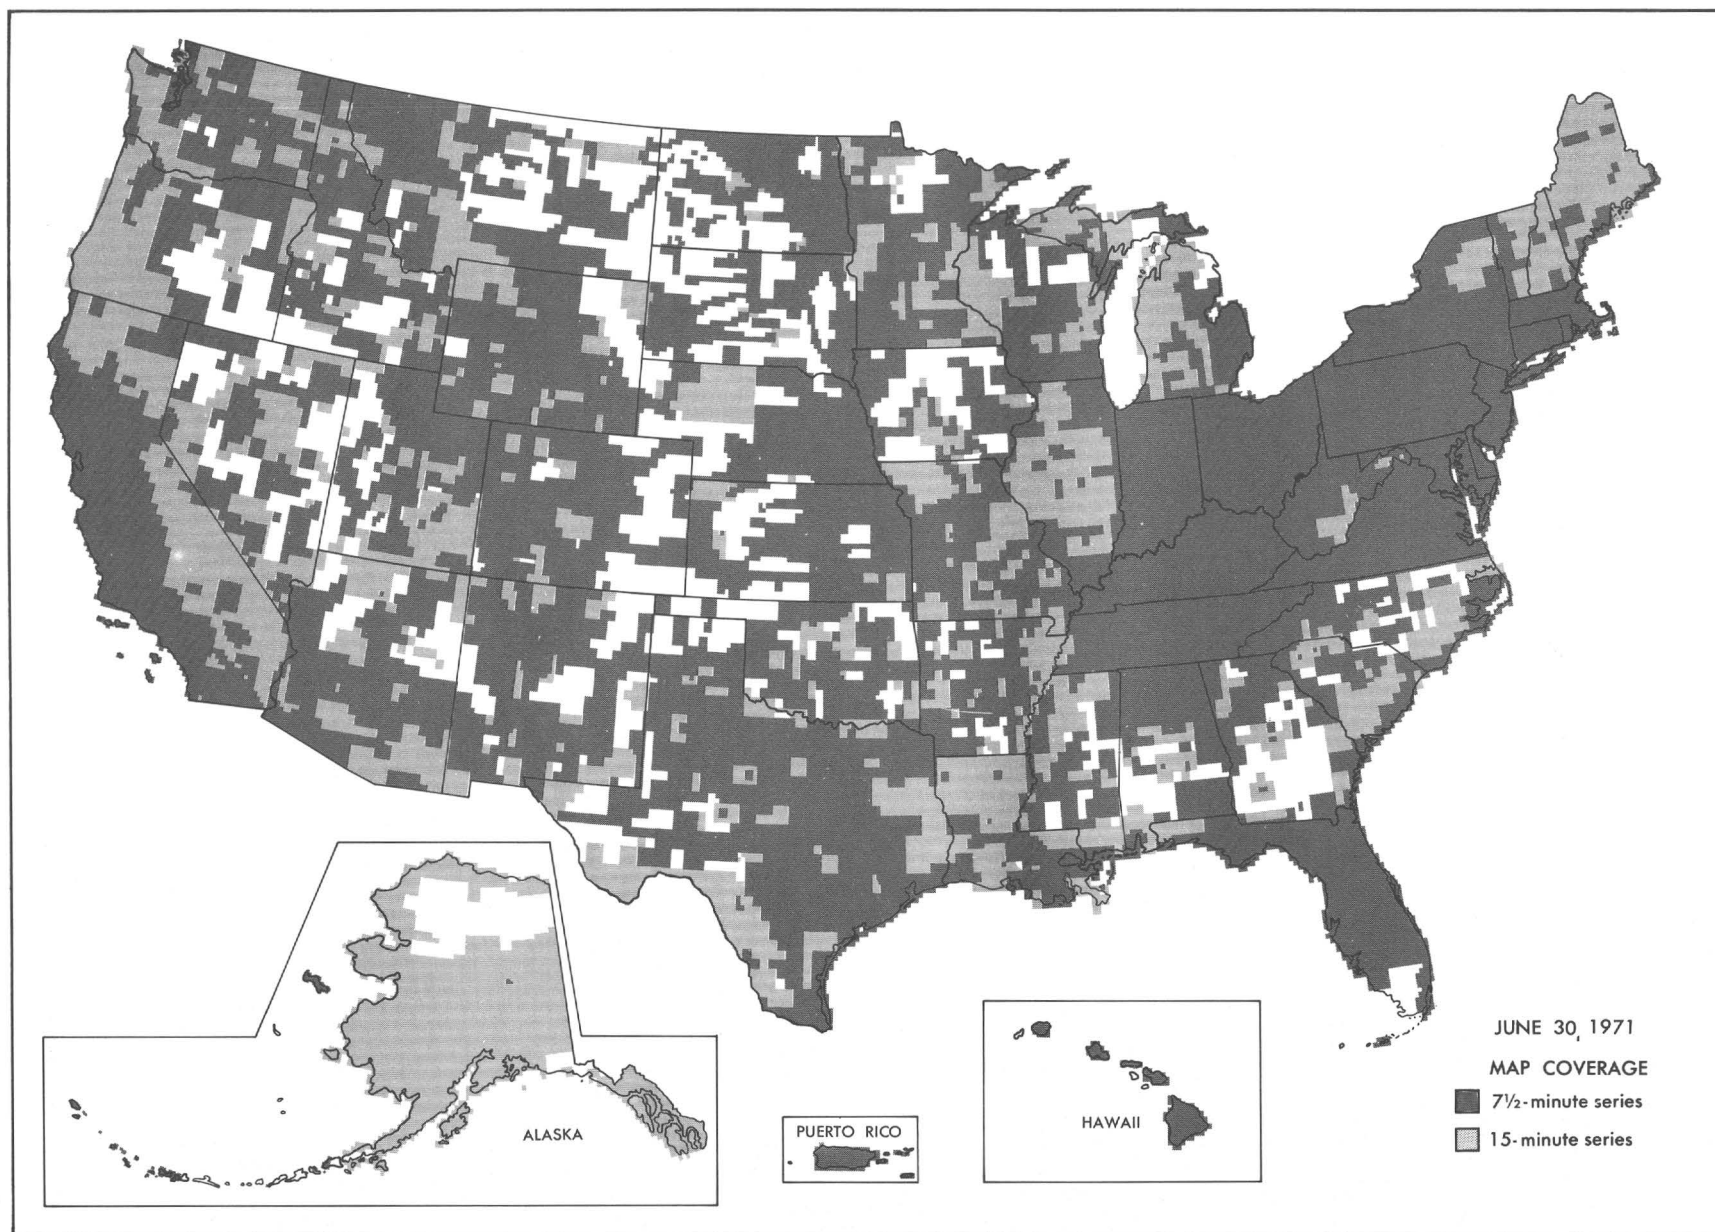 JUNE 30, 1971
MAP COVERAGE
7½-minute series
15-minute series
ALASKA
PUERTO RICO
HAWAII